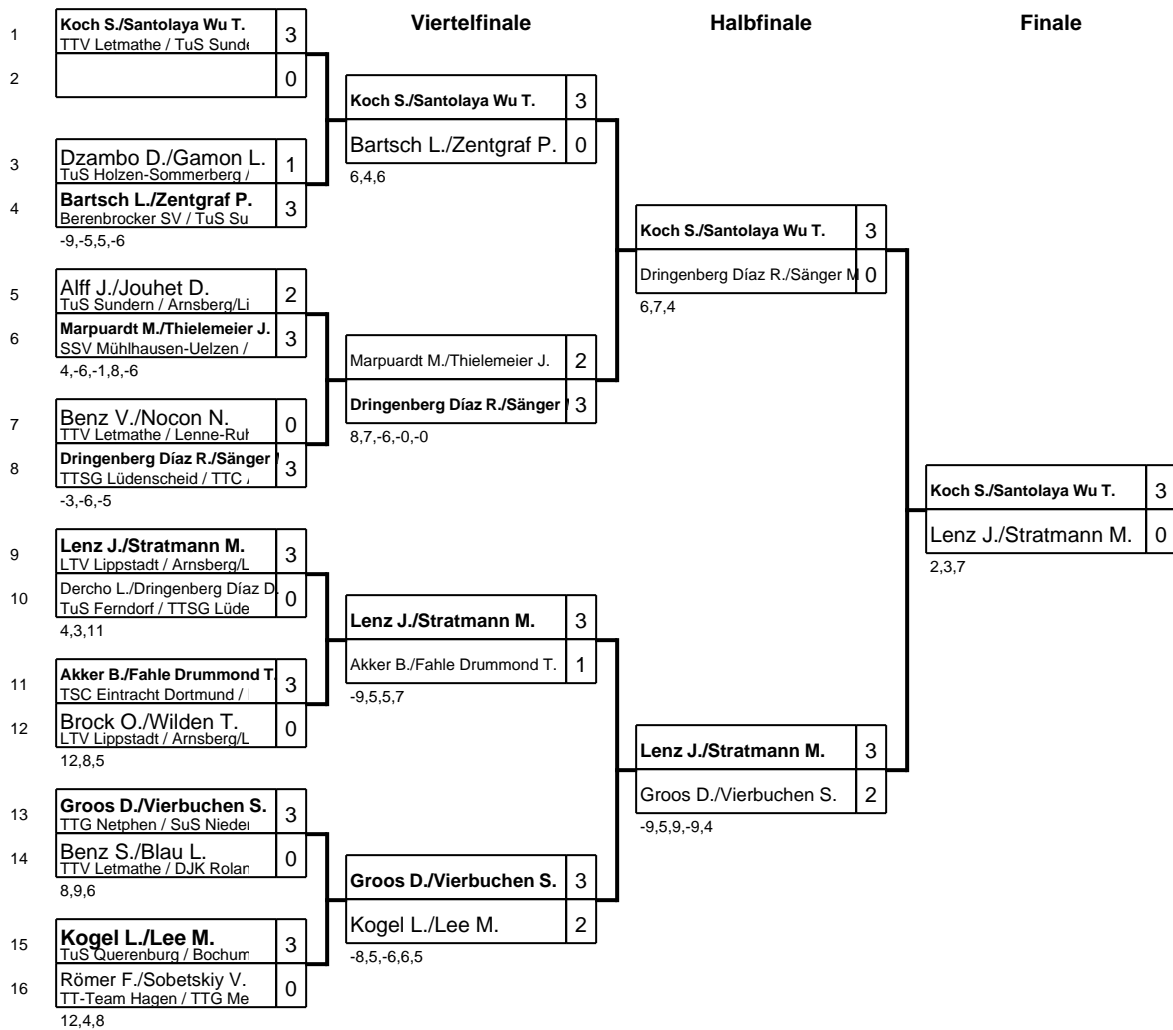 Viertelfinale
Halbfinale
Finale
1
Koch S./Santolaya Wu T.
3
TTV Letmathe / TuS Sunde
2
0
3
Dzambo D./Gamon L.
1
TuS Holzen-Sommerberg /
4
Bartsch L./Zentgraf P.
3
Berenbrocker SV / TuS Su
-9,-5,5,-6
5
Alff J./Jouhet D.
2
TuS Sundern / Arnsberg/Li
6
Marpuardt M./Thielemeier J.
3
SSV Mühlhausen-Uelzen /
4,-6,-1,8,-6
7
Benz V./Nocon N.
0
TTV Letmathe / Lenne-Ruh
8
Dringenberg Díaz R./Sänger
3
TTSG Lüdenscheid / TTC
-3,-6,-5
9
Lenz J./Stratmann M.
3
LTV Lippstadt / Arnsberg/L
10
Dercho L./Dringenberg Díaz D.
0
TuS Ferndorf / TTSG Lüde
4,3,11
11
Akker B./Fahle Drummond T.
3
TSC Eintracht Dortmund /
12
Brock O./Wilden T.
0
LTV Lippstadt / Arnsberg/L
12,8,5
13
Groos D./Vierbuchen S.
3
TTG Netphen / SuS Nieder
14
Benz S./Blau L.
0
TTV Letmathe / DJK Rolan
8,9,6
15
Kogel L./Lee M.
3
TuS Querenburg / Bochum
16
Römer F./Sobetskiy V.
0
TT-Team Hagen / TTG Me
12,4,8
Koch S./Santolaya Wu T.
3
Bartsch L./Zentgraf P.
0
6,4,6
Marpuardt M./Thielemeier J.
2
Dringenberg Díaz R./Sänger
3
8,7,-6,-0,-0
Lenz J./Stratmann M.
3
Akker B./Fahle Drummond T.
1
-9,5,5,7
Groos D./Vierbuchen S.
3
Kogel L./Lee M.
2
-8,5,-6,6,5
Koch S./Santolaya Wu T.
3
Dringenberg Díaz R./Sänger M
0
6,7,4
Lenz J./Stratmann M.
3
Groos D./Vierbuchen S.
2
-9,5,9,-9,4
Koch S./Santolaya Wu T.
3
Lenz J./Stratmann M.
0
2,3,7